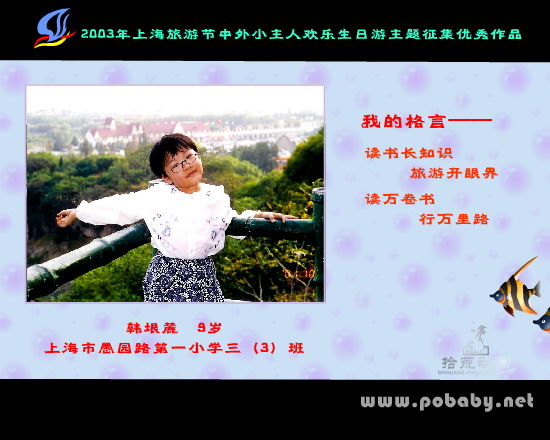 2003年上海旅游节中外小主人欢乐生日游主题征集优秀作品
我的格言——
读书长知识
旅游开眼界
读万卷书
行万里路
9岁
上海市愚园路第一小学三（3）班
拾荒
www.pobaby.net